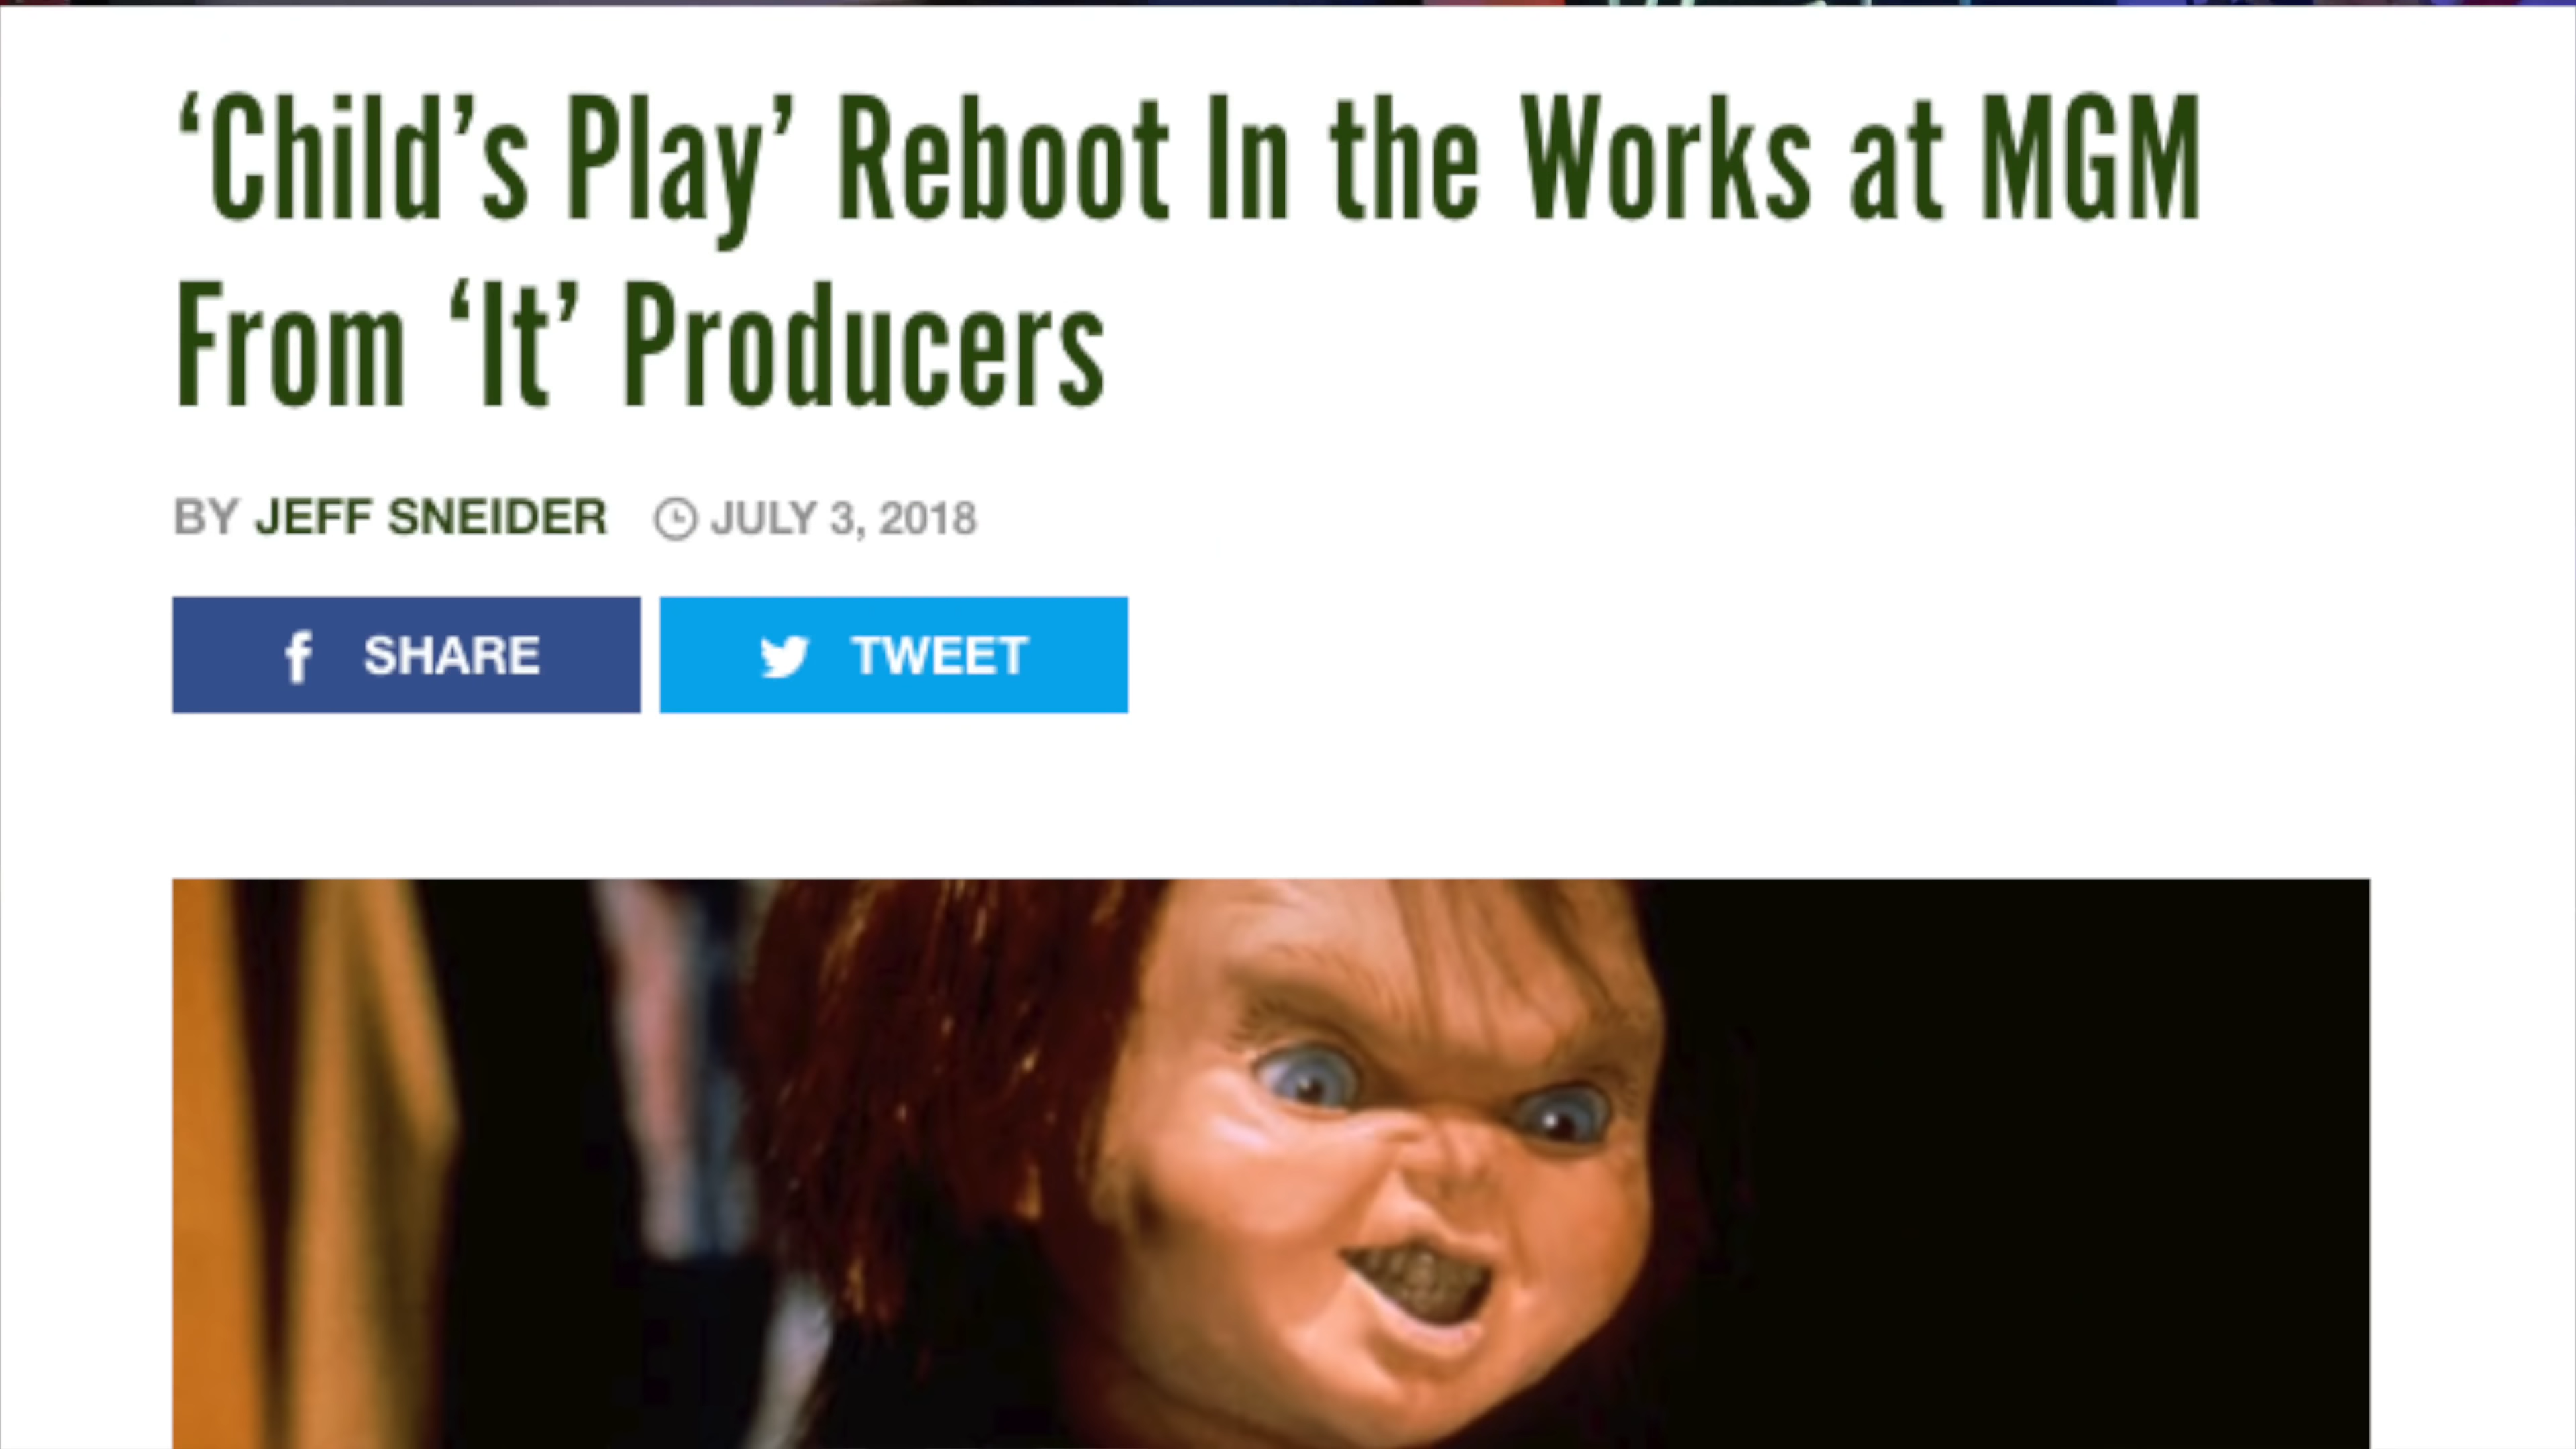 ‘Child’s Play’ Reboot In the Works at MGM
From ‘It’ Producers
BY JEFF SNEIDER JULY 3, 2018
SHARE TWEET